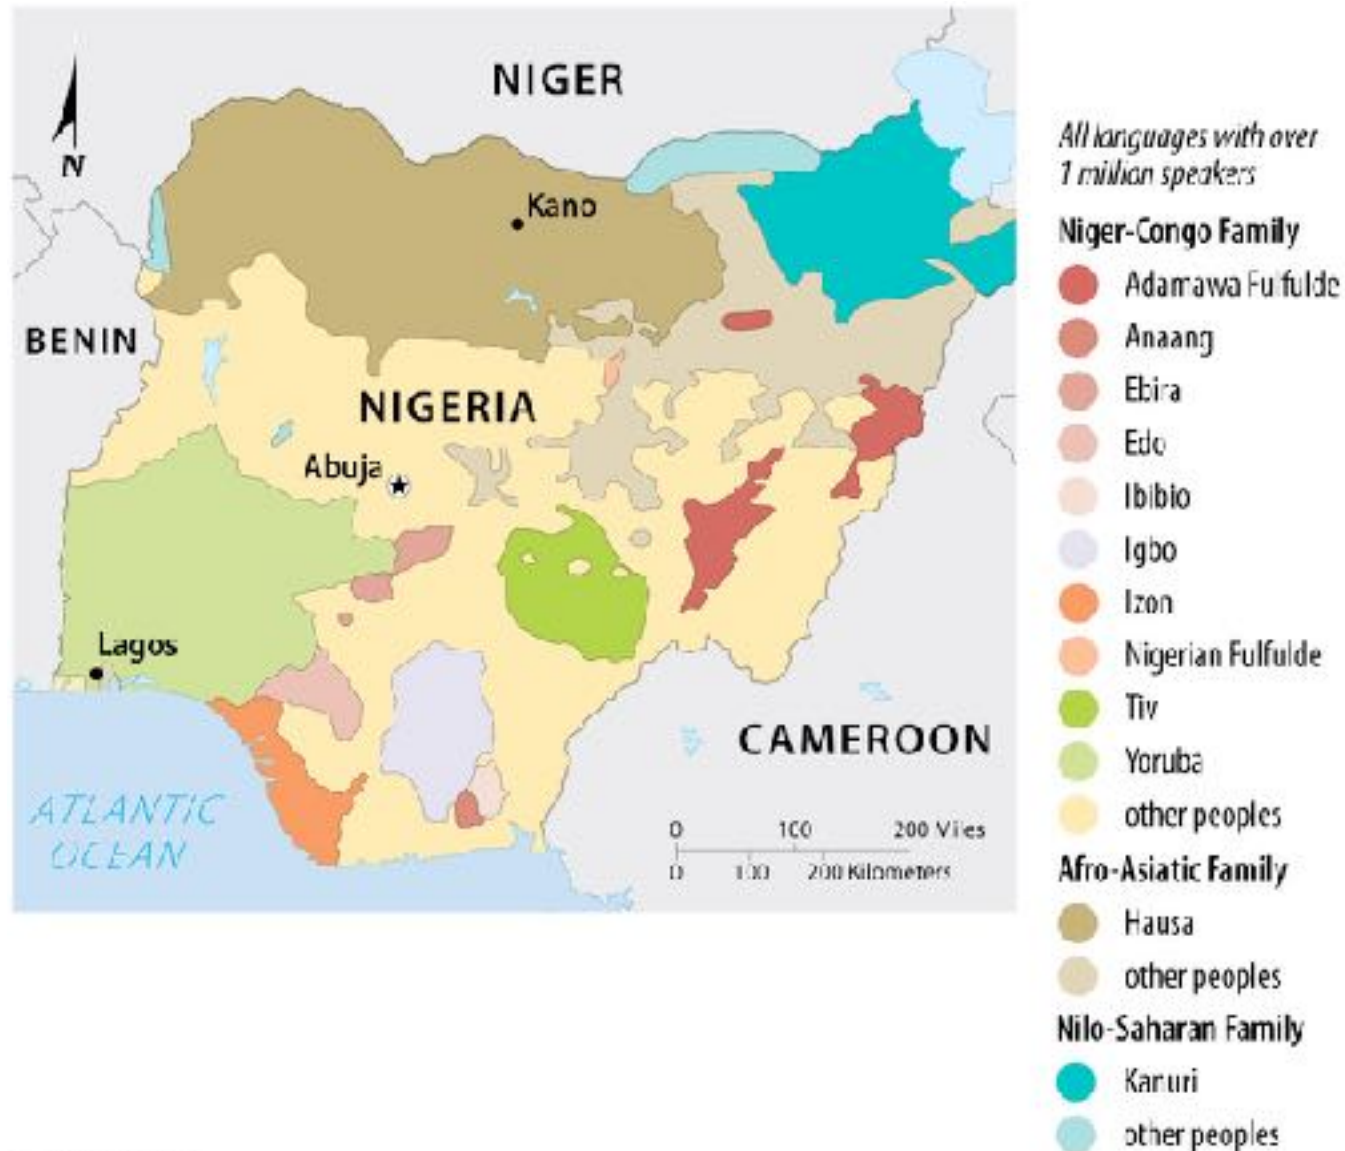 NIGER
N
Kano
BENIN
NIGERIA
Abuja
Lagos
CAMEROON
ATLANTIC
OCEAN
0 100 200 Miles
0 100 200 Kilometers
All languages with over
1 million speakers
Niger-Congo Family
Adamawa Fulfulde
Anaang
Ebira
Edo
Ibibio
Igbo
Izon
Nigerian Fulfulde
Tiv
Yoruba
other peoples
Afro-Asiatic Family
Hausa
other peoples
Nilo-Saharan Family
Kanuri
other peoples